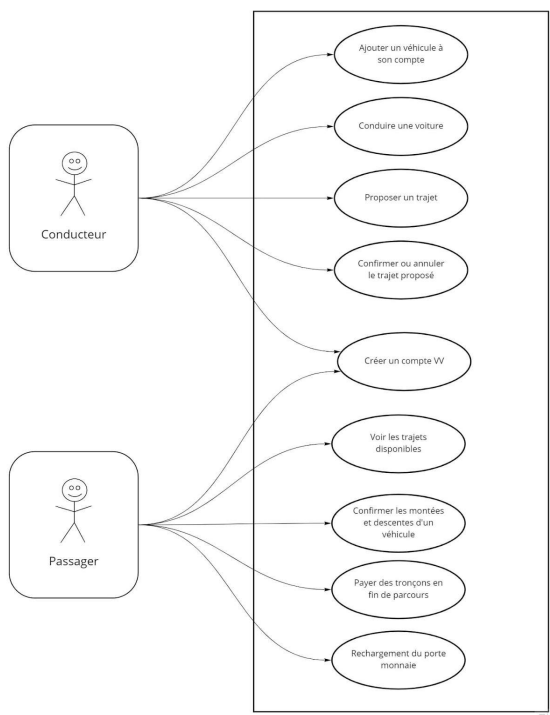 Ajouter un véhicule à
son compte
Conduire une voiture
Proposer un trajet
Conducteur
Confirmer ou annuler
le trajet proposé
Créer un compte VV
Voir les trajets
disponibles
Confirmer les montées
et descentes d'un
véhicule
Passager
Payer des tronçons en
fin de parcours
Rechargement du porte
monnaie